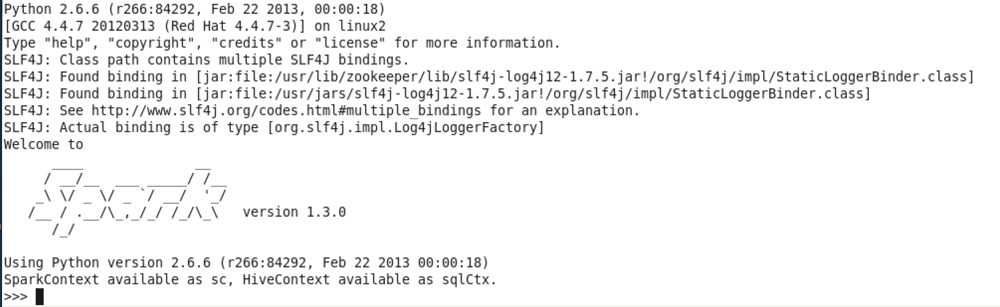 Python 2.6.6 (r266:84292, Feb 22 2013, 00:00:18)
[GCC 4.4.7 20120313 (Red Hat 4.4.7-3)] on linux2
Type "help", "copyright", "credits" or "license" for more information.
SLF4J: Class path contains multiple SLF4J bindings.
SLF4J: Found binding in [jar:file:/usr/lib/zookeeper/lib/slf4j-log4j12-1.7.5.jar!/org/slf4j/impl/StaticLoggerBinder.class]
SLF4J: Found binding in [jar:file:/usr/jars/slf4j-log4j12-1.7.5.jar!/org/slf4j/impl/StaticLoggerBinder.class]
SLF4J: See http://www.slf4j.org/codes.html#multiple_bindings for an explanation.
SLF4J: Actual binding is of type [org.slf4j.impl.Log4jLoggerFactory]
Welcome to
      ____              __
     / __/__  ___ _____/ /__
    _\ \/ _ \/ _ `/ __/  '_/
   /__ / .__/\_,_/_/ /_/\_\   version 1.3.0
      /_/

Using Python version 2.6.6 (r266:84292, Feb 22 2013 00:00:18)
SparkContext available as sc, HiveContext available as sqlCtx.
>>>